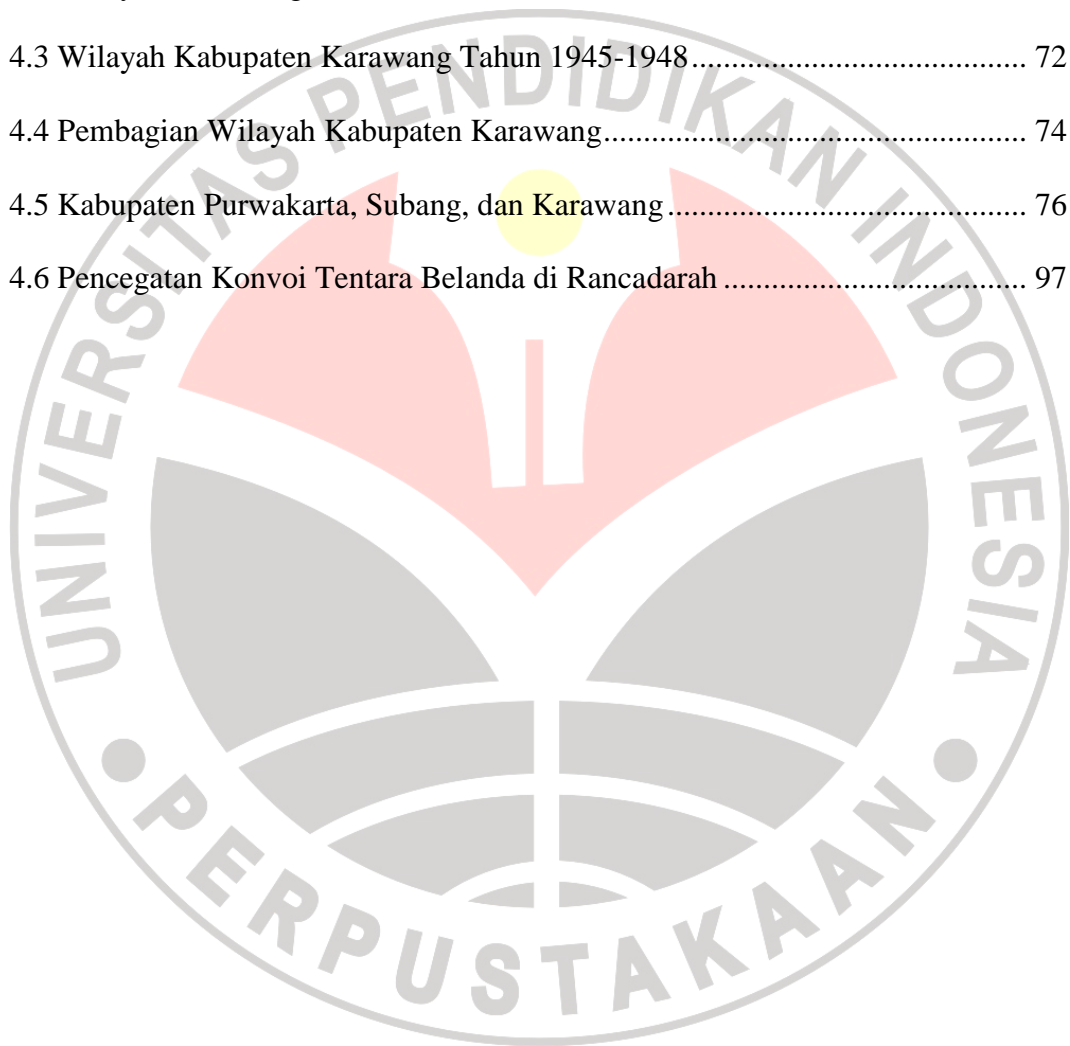 4.3 Wilayah Kabupaten Karawang Tahun 1945-1948........................................ 72
4.4 Pembagian Wilayah Kabupaten Karawang................................................... 74
4.5 Kabupaten Purwakarta, Subang, dan Karawang........................................... 76
4.6 Pencegatan Konvoi Tentara Belanda di Rancadarah.................................... 97
UNIVERSITAS PENDIDIKAN INDONESIA
PERPUSTAKAAN